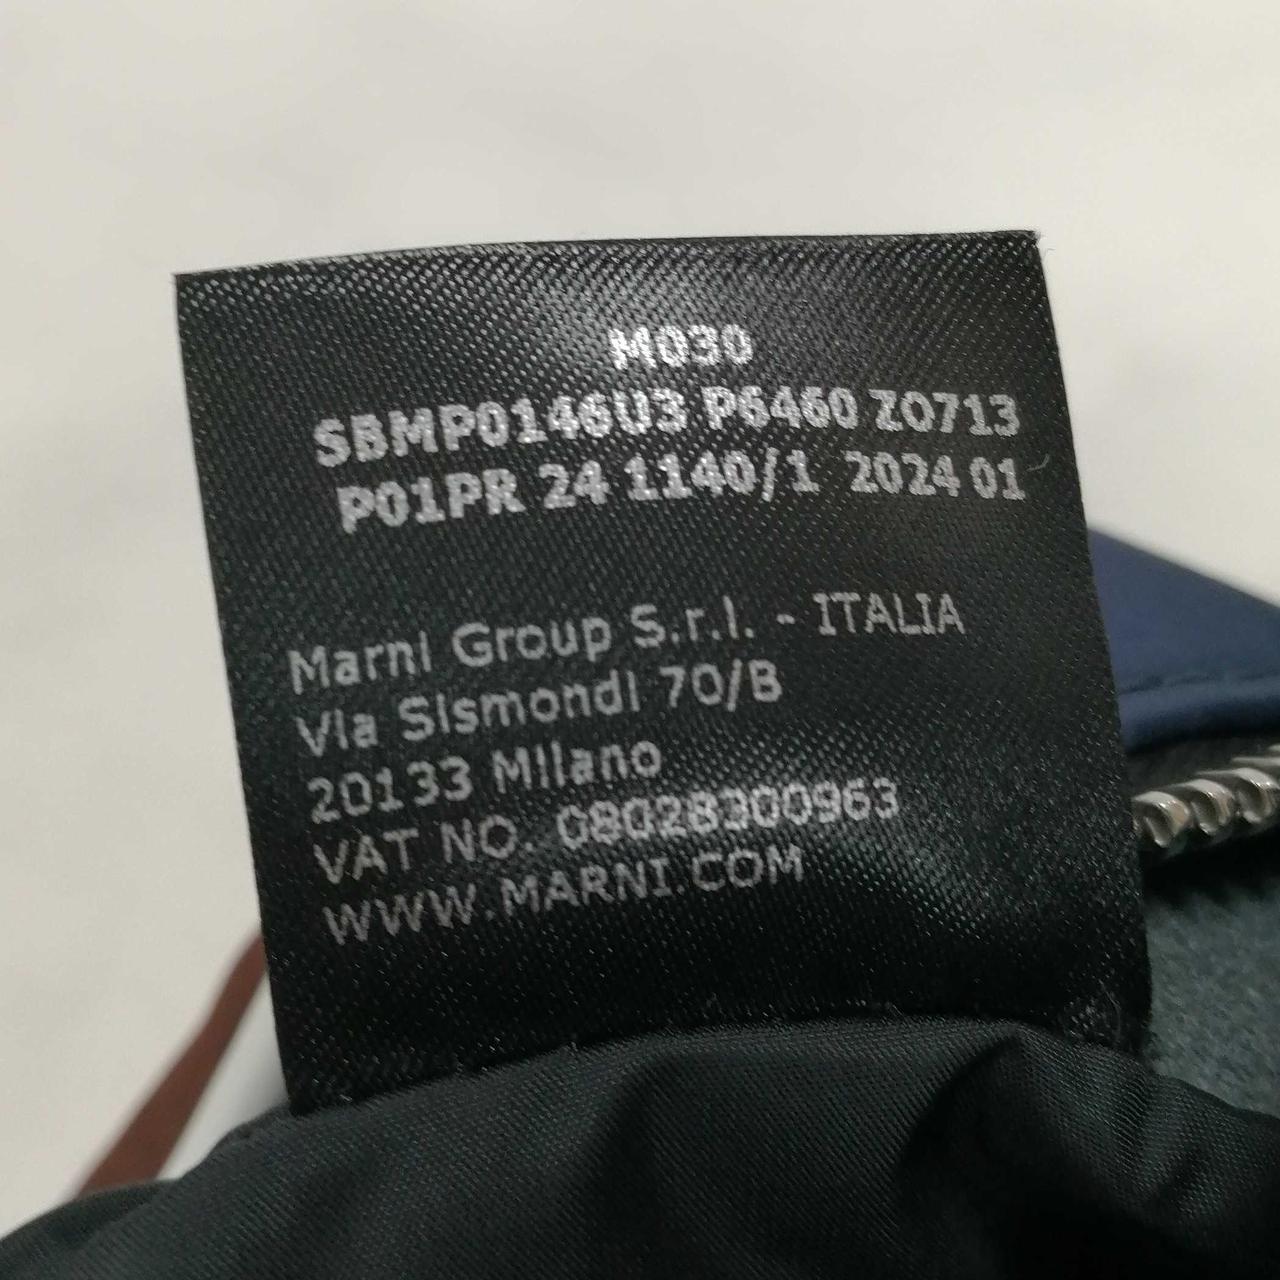 M030
SBMP0146U3 P6460 ZO713
P01PR 24 1140/1 2024 01
Marni Group S.r.l. - ITALIA
Via Sismondi 70/B
20133 Milano
VAT NO. 08028300963
WWW.MARNI.COM